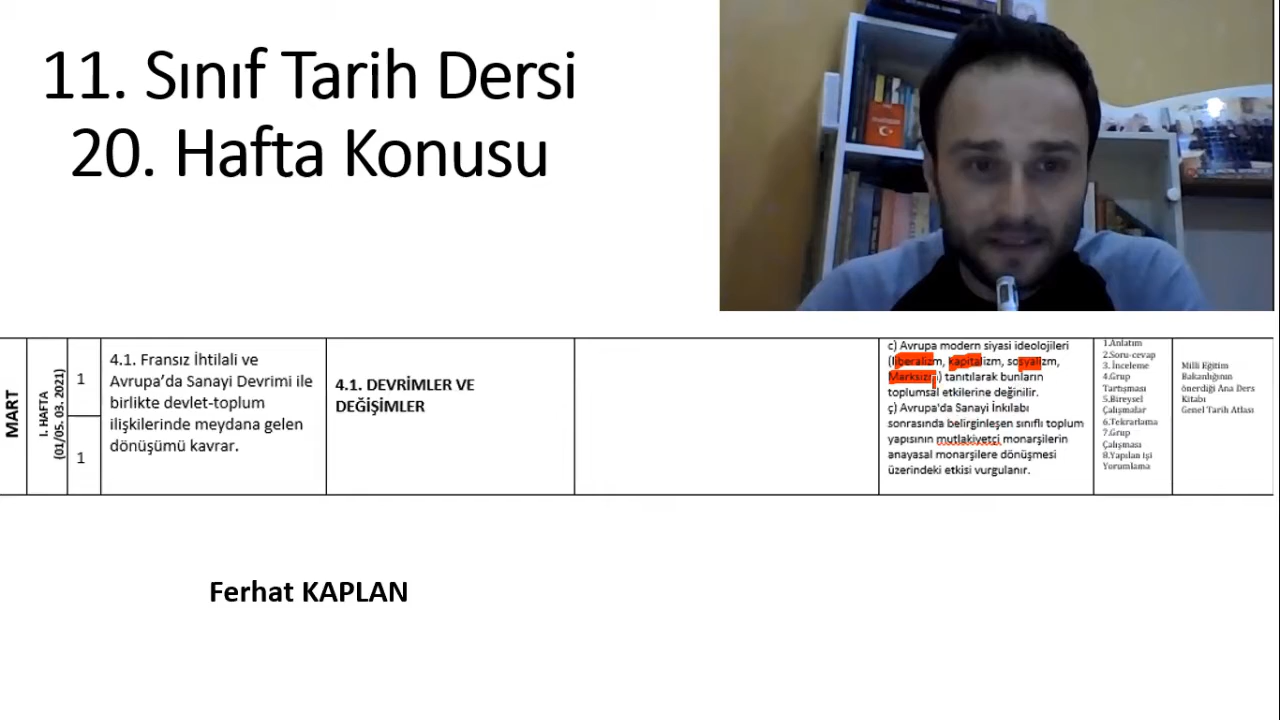 11. Sınıf Tarih Dersi
20. Hafta Konusu
MART
I. HAFTA
(01/05. 03. 2021)
1
1
4.1. Fransız İhtilali ve
Avrupa’da Sanayi Devrimi ile
birlikte devlet-toplum
ilişkilerinde meydana gelen
dönüşümü kavrar.
4.1. DEVRİMLER VE
DEĞİŞİMLER
c) Avrupa modern siyasi ideolojileri
(liberalizm, kapitalizm, sosyalizm,
Marksizm) tanıtılarak bunların
toplumsal etkilerine değinilir.
ç) Avrupa'da Sanayi İnkılabı
sonrasında belirginleşen sınıflı toplum
yapısının mutlakiyetçi monarşilerin
anayasal monarşilere dönüşmesi
üzerindeki etkisi vurgulanır.
1.Anlatım
2.Soru-cevap
3. İnceleme
4.Grup
Tartışması
5.Bireysel
Çalışmalar
6.Tekrarlama
7.Grup
Çalışması
8.Yapılan işi
Yorumlama
Milli Eğitim
Bakanlığının
önerdiği Ana Ders
Kitabı
Genel Tarih Atlası
Ferhat KAPLAN